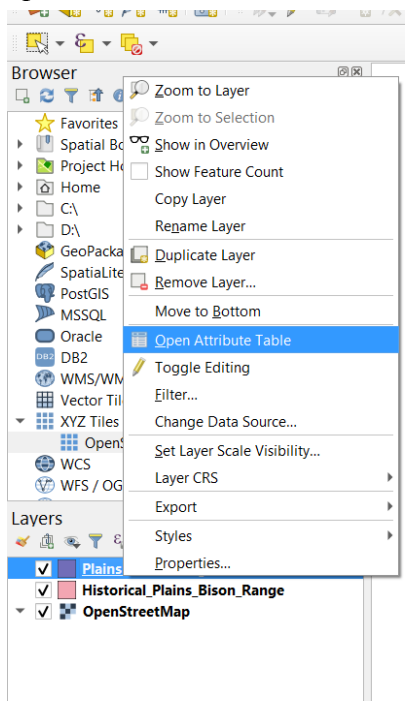 Browser
Favorites
Spatial Bo
Project Ho
Home
C:\
D:\
GeoPacka
SpatiaLite
PostGIS
MSSQL
Oracle
DB2
WMS/WM
Vector Til
XYZ Tiles
OpenS
WCS
WFS / OG
Zoom to Layer
Zoom to Selection
Show in Overview
Show Feature Count
Copy Layer
Rename Layer
Duplicate Layer
Remove Layer...
Move to Bottom
Open Attribute Table
Toggle Editing
Filter...
Change Data Source...
Set Layer Scale Visibility...
Layer CRS
Export
Styles
Properties...
Layers
Plains
Historical_Plains_Bison_Range
OpenStreetMap